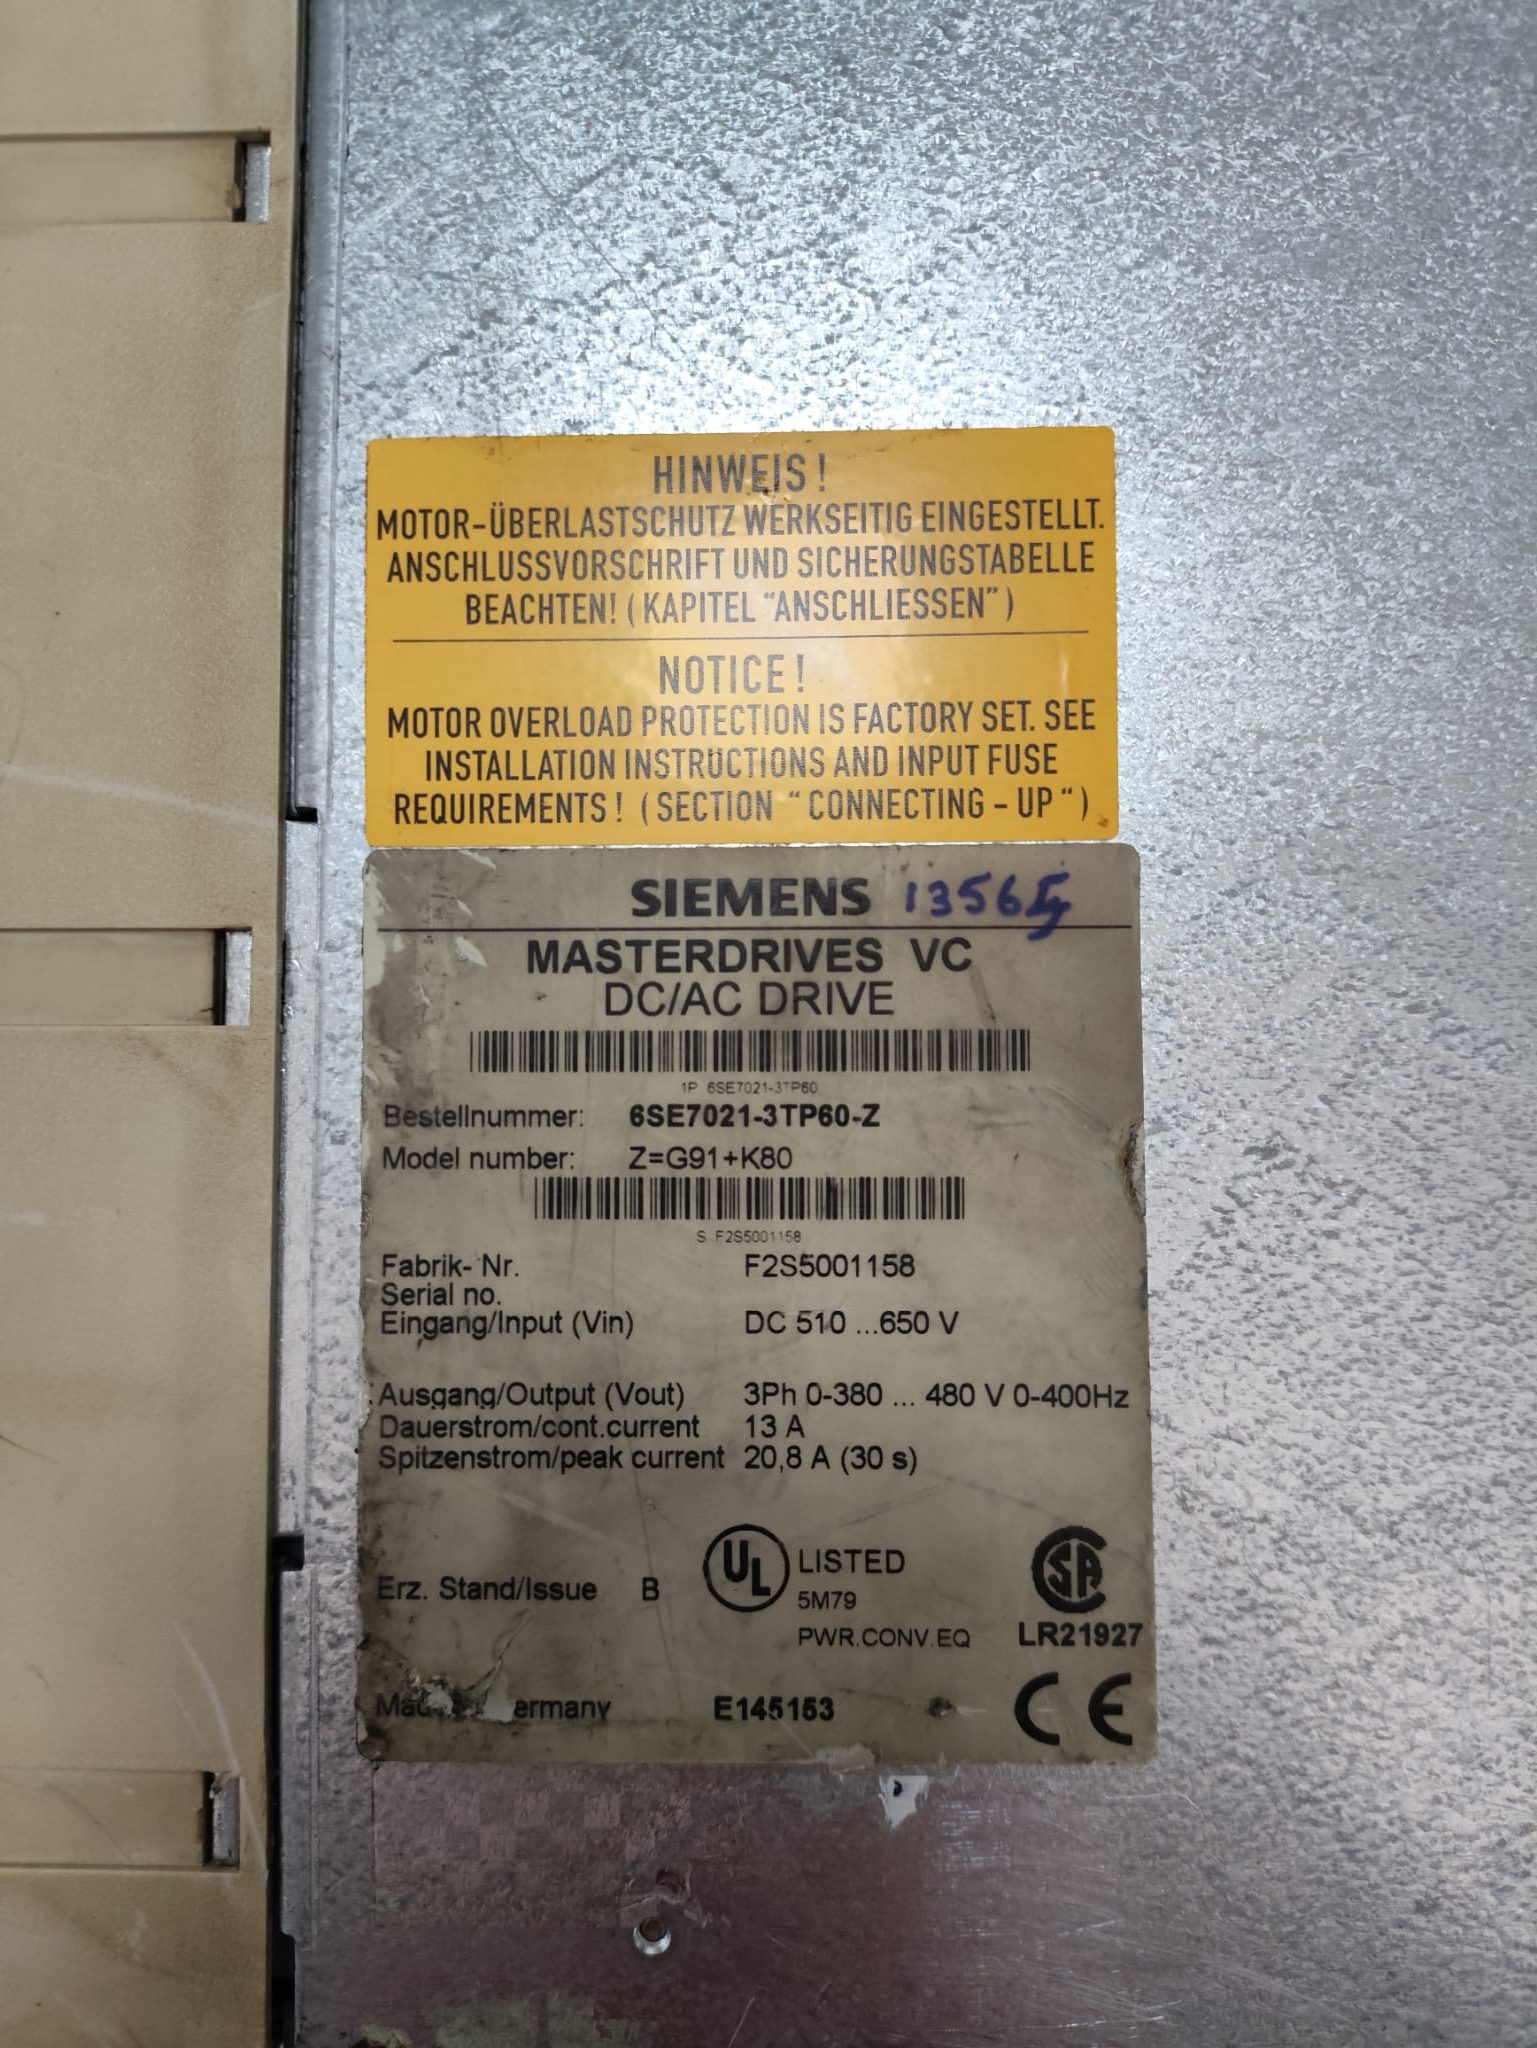 HINWEIS !
MOTOR-ÜBERLASTSCHUTZ WERKSEITIG EINGESTELLT.
ANSCHLUSSVORSCHRIFT UND SICHERUNGSTABELLE
BEACHTEN! ( KAPITEL "ANSCHLIESSEN" )
NOTICE !
MOTOR OVERLOAD PROTECTION IS FACTORY SET. SEE
INSTALLATION INSTRUCTIONS AND INPUT FUSE
REQUIREMENTS ! ( SECTION " CONNECTING - UP " )
SIEMENS
MASTERDRIVES VC
DC/AC DRIVE
1P 6SE7021-3TP60
Bestellnummer: 6SE7021-3TP60-Z
Model number: Z=G91+K80
S F2S5001158
Fabrik- Nr. F2S5001158
Serial no.
Eingang/Input (Vin) DC 510 ...650 V
Ausgang/Output (Vout) 3Ph 0-380 ... 480 V 0-400Hz
Dauerstrom/cont.current 13 A
Spitzenstrom/peak current 20,8 A (30 s)
Erz. Stand/Issue B
UL LISTED
5M79
PWR.CONV.EQ
SA
LR21927
E145153
CE